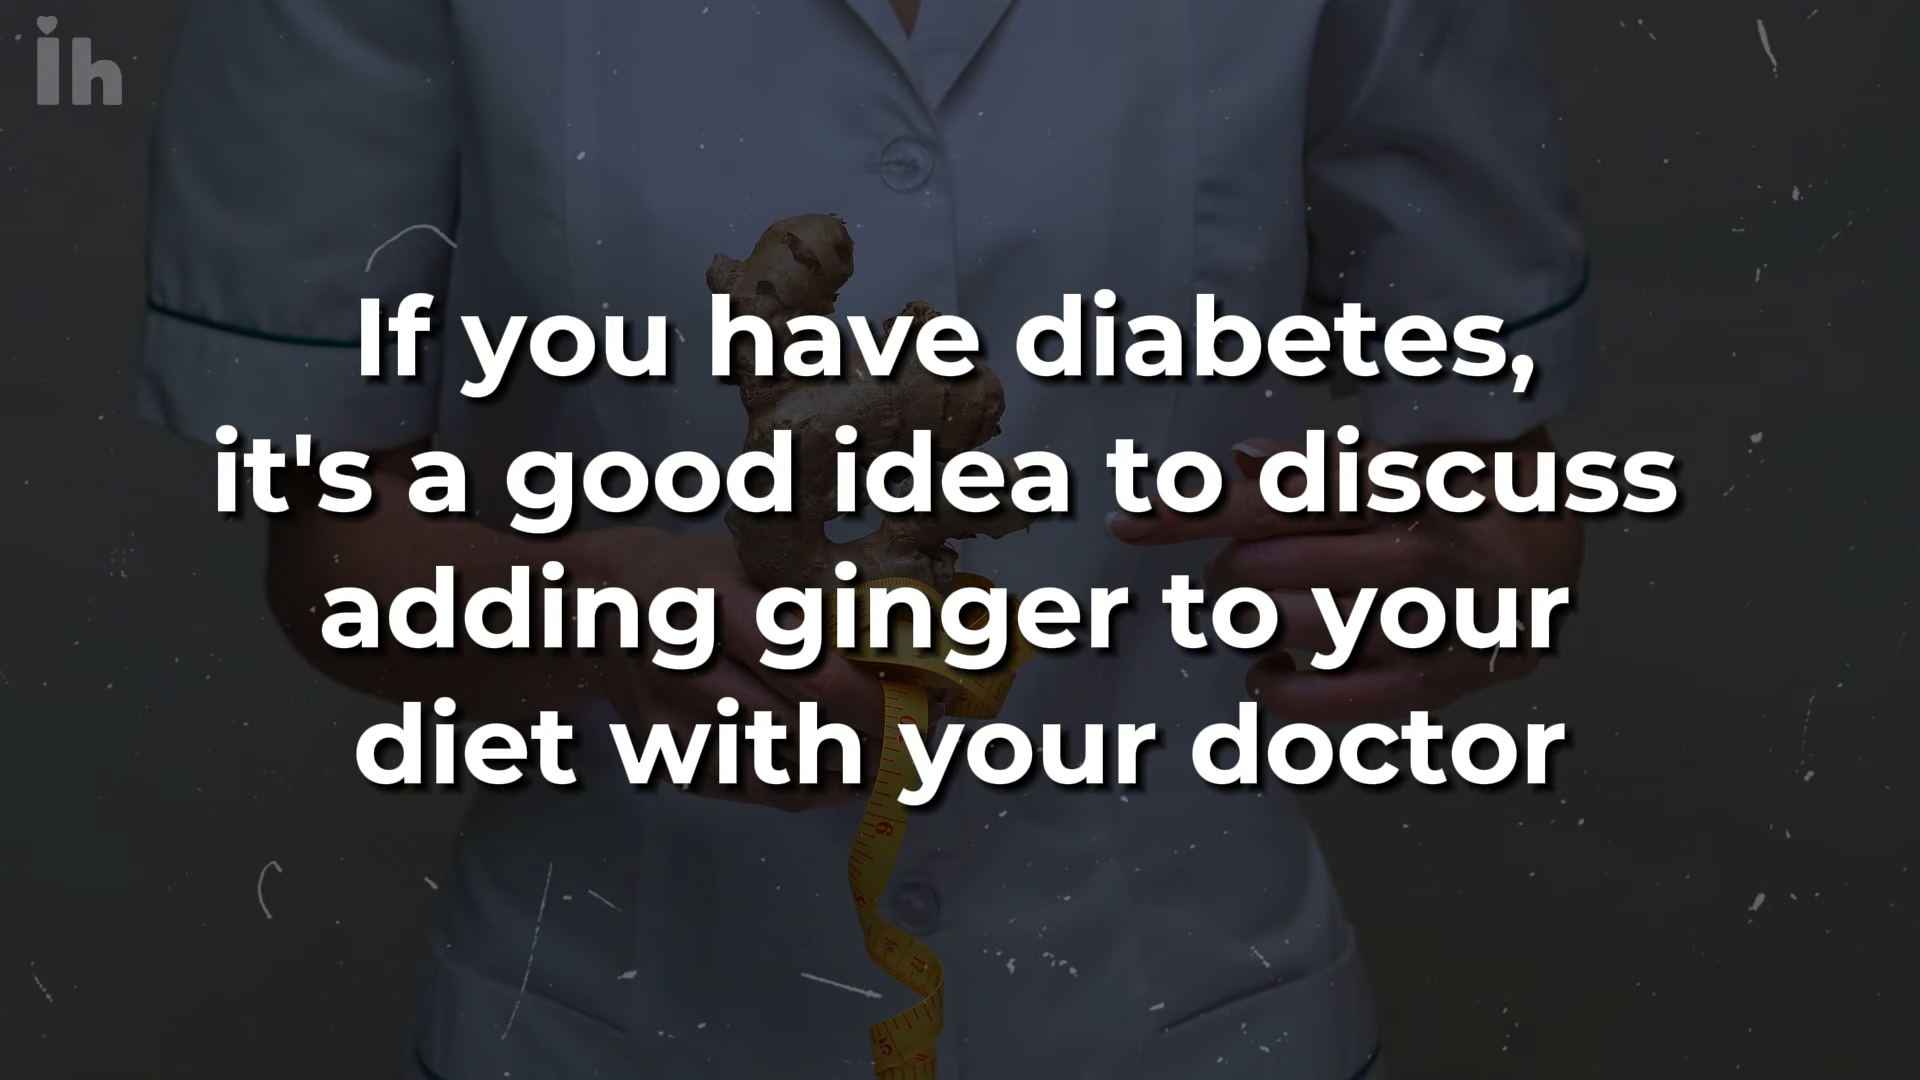 ih
If you have diabetes,
it's a good idea to discuss
adding ginger to your
diet with your doctor